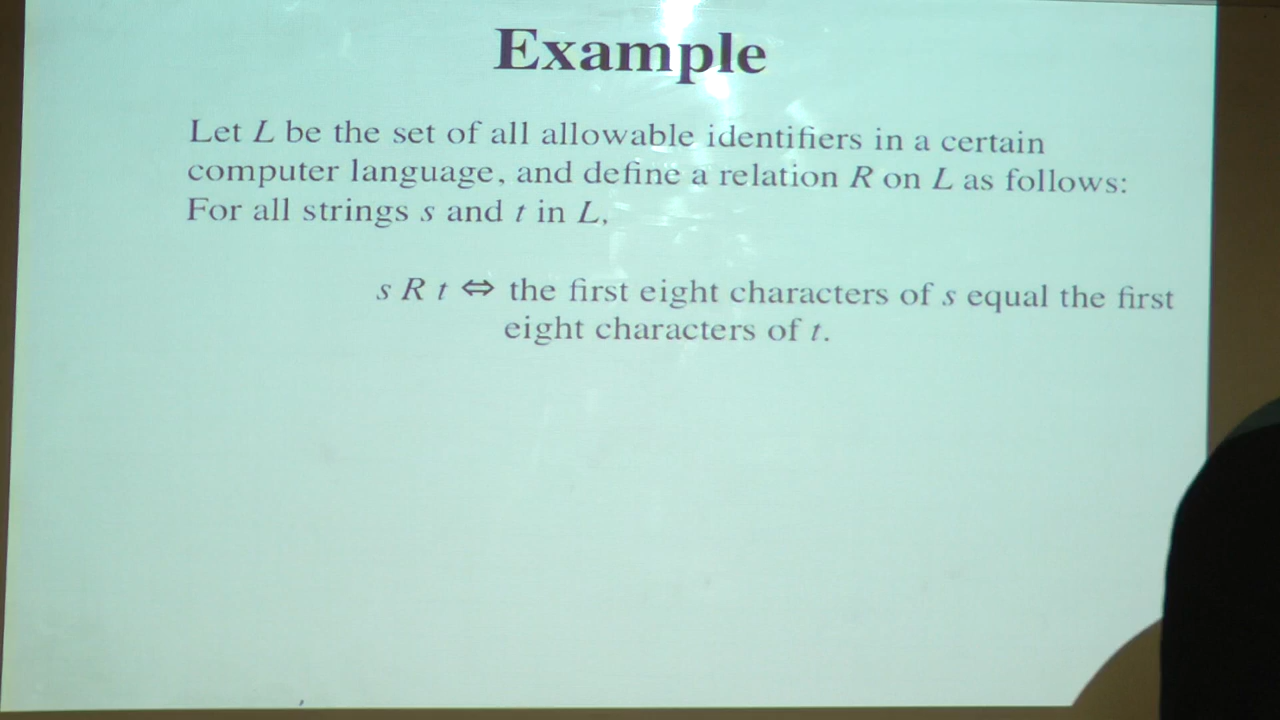 Example
Let L be the set of all allowable identifiers in a certain
computer language, and define a relation R on L as follows:
For all strings s and t in L,
s R t ⇔ the first eight characters of s equal the first
eight characters of t.